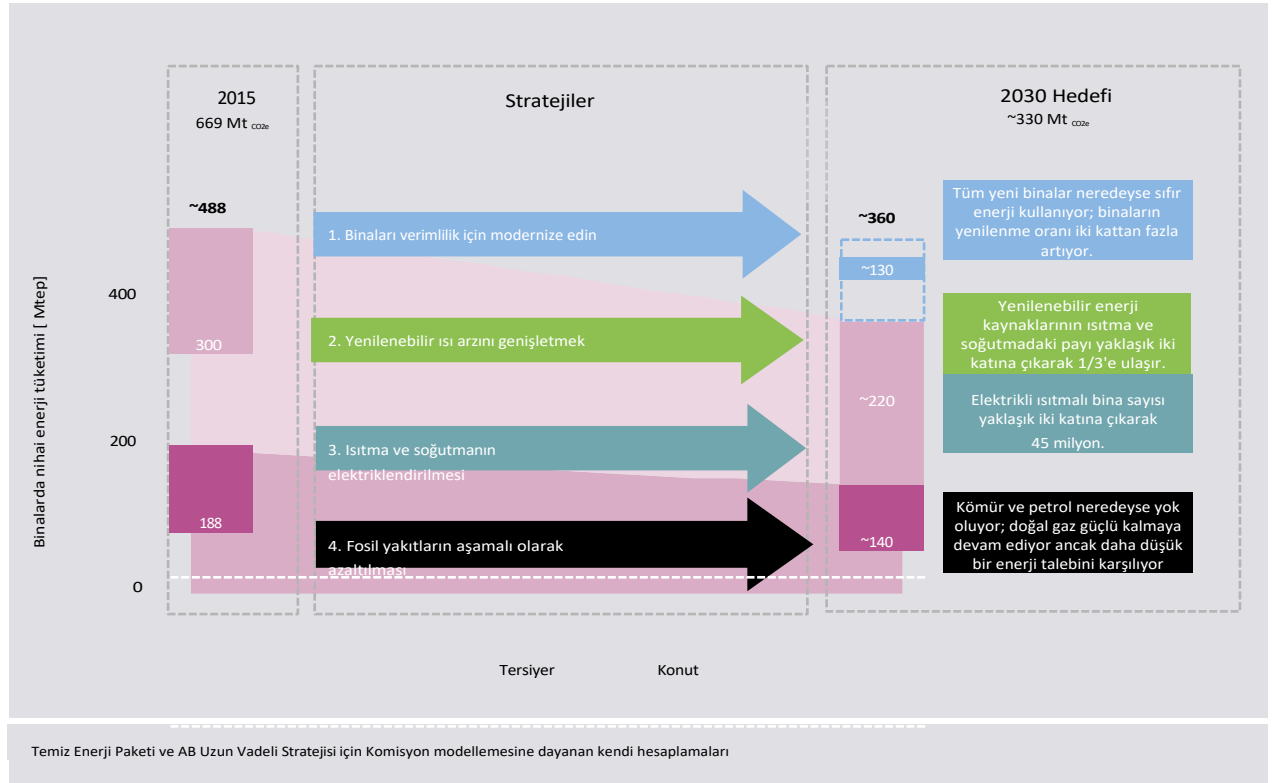 2015
669 Mt CO2e
Stratejiler
2030 Hedefi
~330 Mt CO2e
Binalarda nihai enerji tüketimi [ Mtep]
400
200
0
~488
300
188
1. Binaları verimlilik için modernize edin
2. Yenilenebilir ısı arzını genişletmek
3. Isıtma ve soğutmanın
elektriklendirilmesi
4. Fosil yakıtların aşamalı olarak
azaltılması
~360
~130
~220
~140
Tüm yeni binalar neredeyse sıfır
enerji kullanıyor; binaların
yenilenme oranı iki kattan fazla
artıyor.
Yenilenebilir enerji
kaynaklarının ısıtma ve
soğutmadaki payı yaklaşık iki
katına çıkarak 1/3'e ulaşır.
Elektrikli ısıtmalı bina sayısı
yaklaşık iki katına çıkarak
45 milyon.
Kömür ve petrol neredeyse yok
oluyor; doğal gaz güçlü kalmaya
devam ediyor ancak daha düşük
bir enerji talebini karşılıyor
Tersiyer
Konut
Temiz Enerji Paketi ve AB Uzun Vadeli Stratejisi için Komisyon modellemesine dayanan kendi hesaplamaları